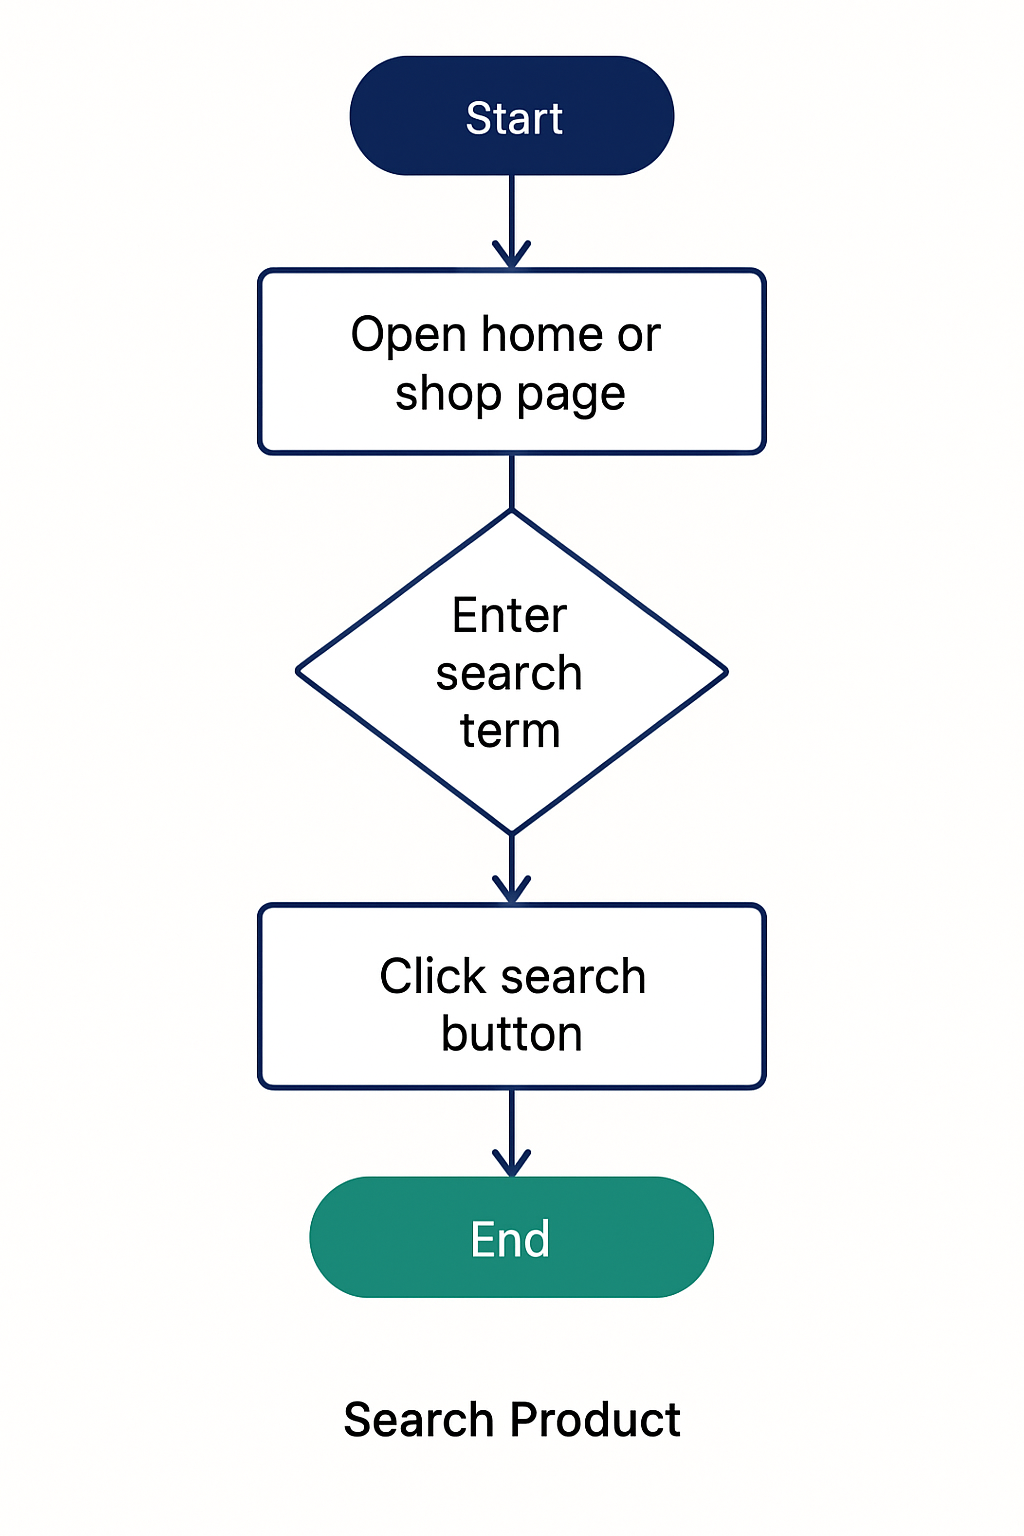 Start
Open home or
shop page
Enter
search
term
Click search
button
End
Search Product